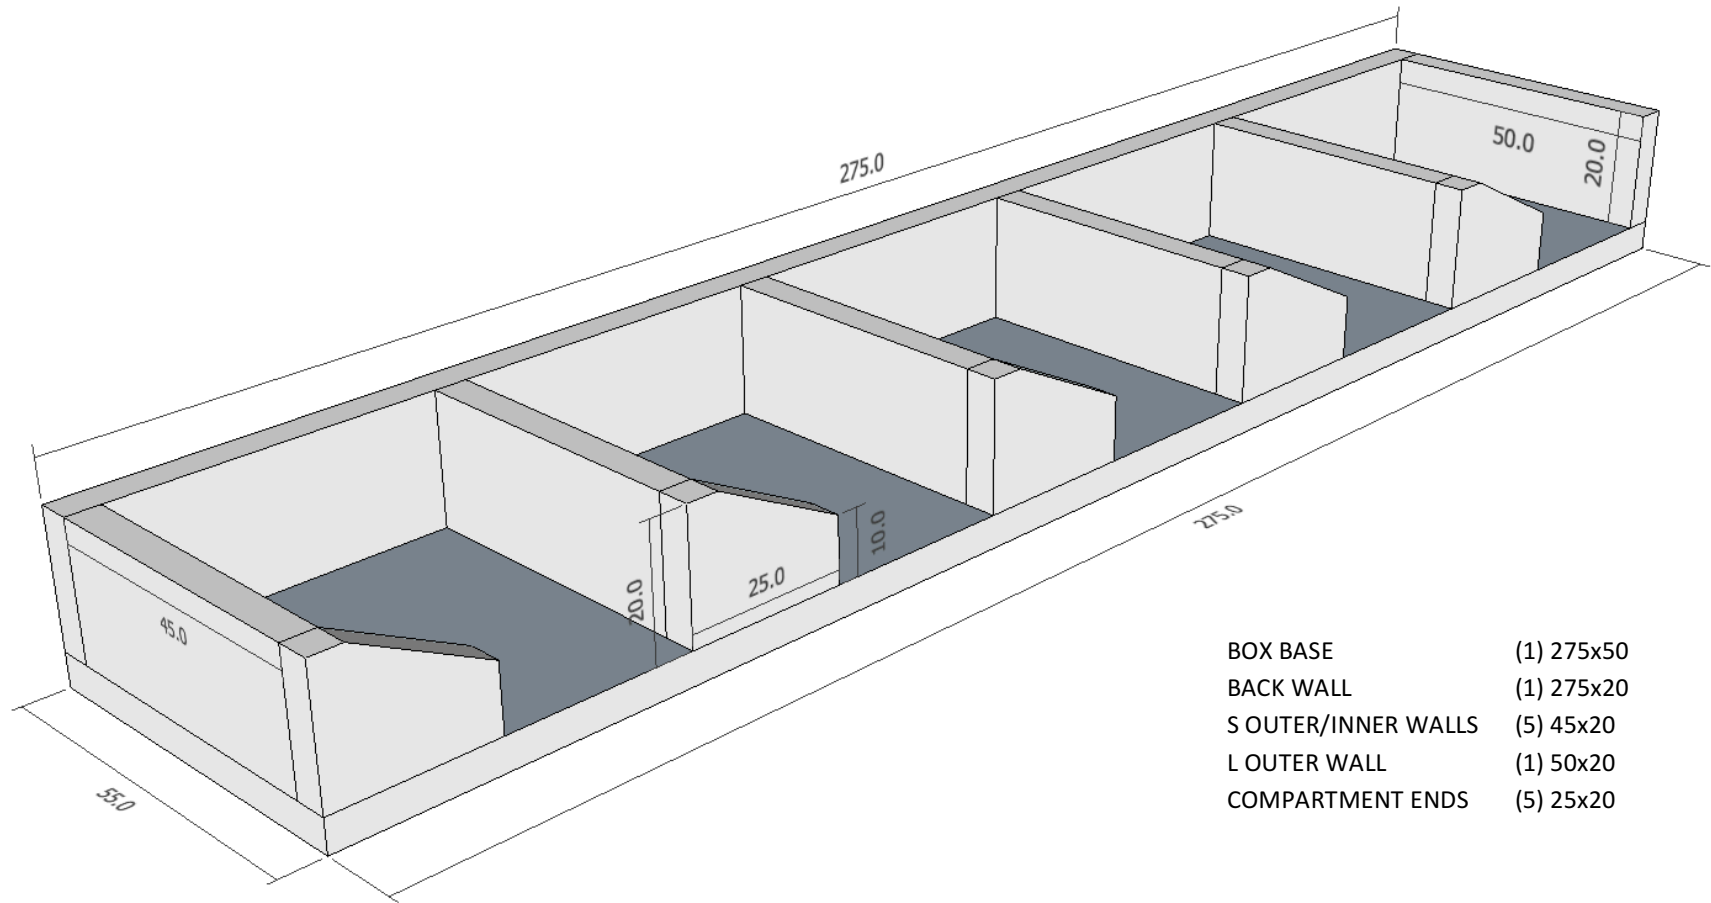 275.0
50.0
20.0
10.0
25.0
20.0
45.0
275.0
55.0
BOX BASE (1) 275x50
BACK WALL (1) 275x20
S OUTER/INNER WALLS (5) 45x20
L OUTER WALL (1) 50x20
COMPARTMENT ENDS (5) 25x20